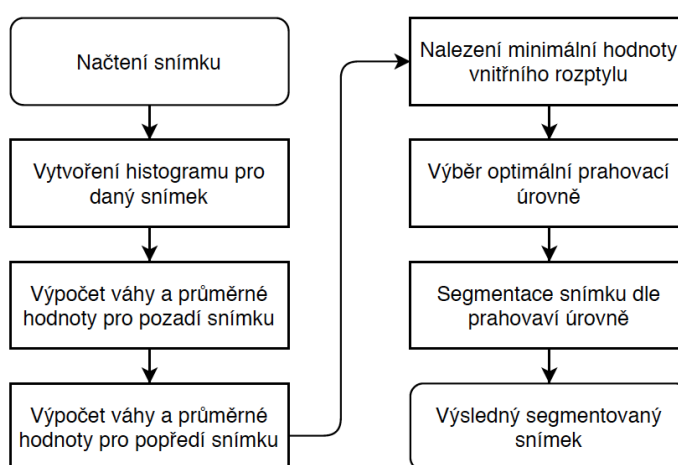 Načtení snímku
Vytvoření histogramu pro
daný snímek
Výpočet váhy a průměrné
hodnoty pro pozadí snímku
Výpočet váhy a průměrné
hodnoty pro popředí snímku
Nalezení minimální hodnoty
vnitřního rozptylu
Výběr optimální prahovací
úrovně
Segmentace snímku dle
prahovaví úrovně
Výsledný segmentovaný
snímek